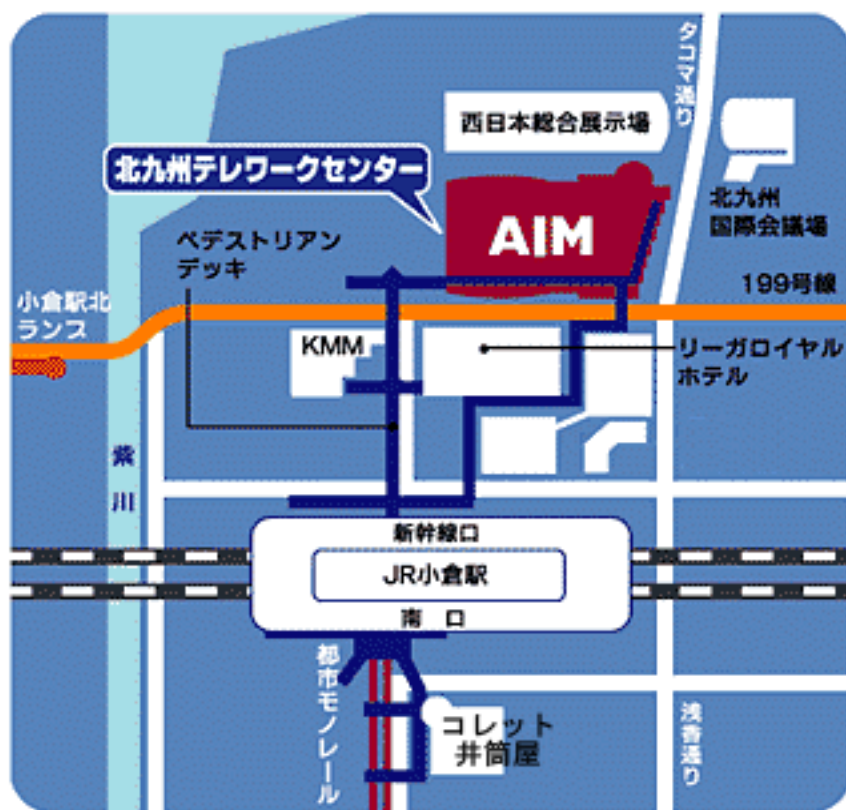 タコマ通り
西日本総合展示場
北九州テレワークセンター
AIM
北九州
国際会議場
ペデストリアン
デッキ
199号線
小倉駅北
ランプ
KMM
リーガロイヤル
ホテル
紫川
新幹線口
JR小倉駅
南 口
都市モノレール
コレット
井筒屋
浅香通り